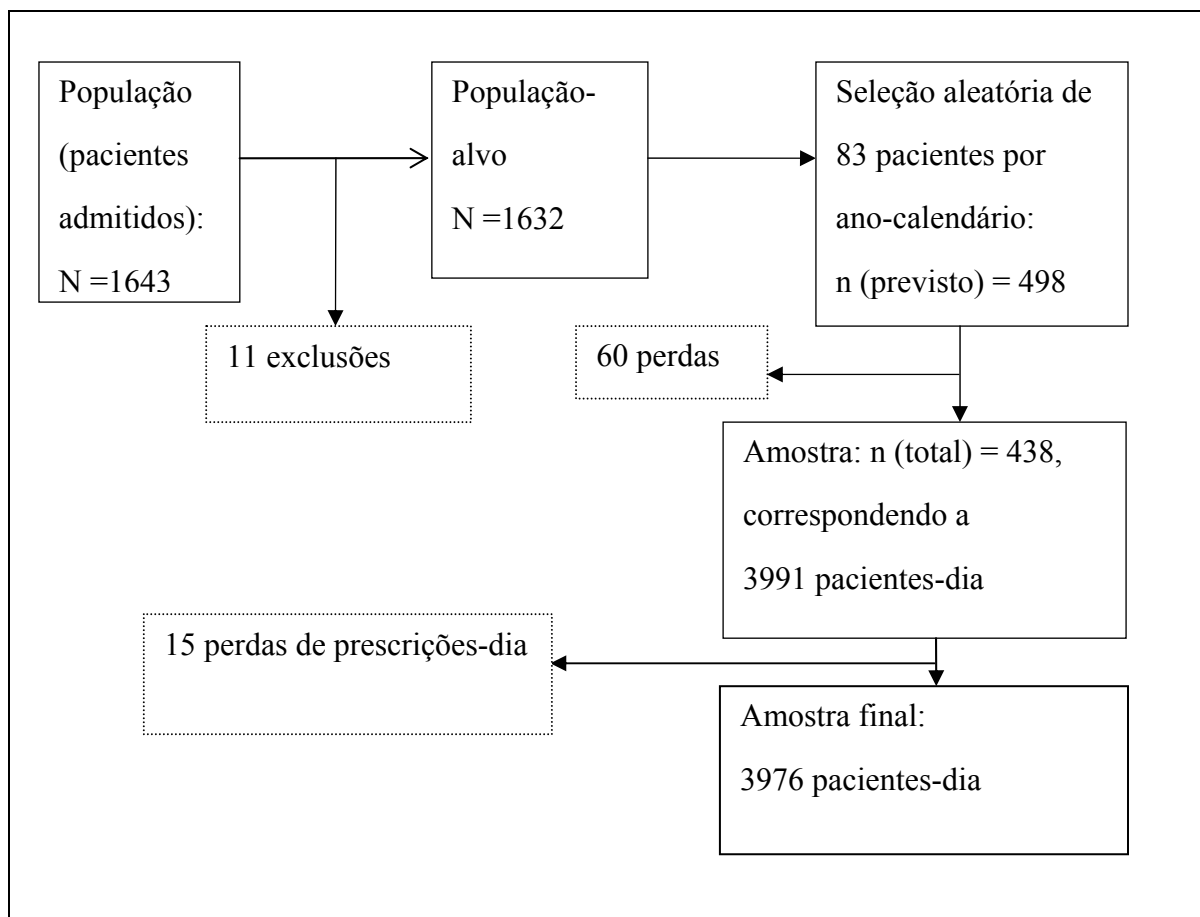 População
(pacientes
admitidos):
N =1643
População-
alvo
N =1632
Seleção aleatória de
83 pacientes por
ano-calendário:
n (previsto) = 498
11 exclusões
60 perdas
Amostra: n (total) = 438,
correspondendo a
3991 pacientes-dia
15 perdas de prescrições-dia
Amostra final:
3976 pacientes-dia